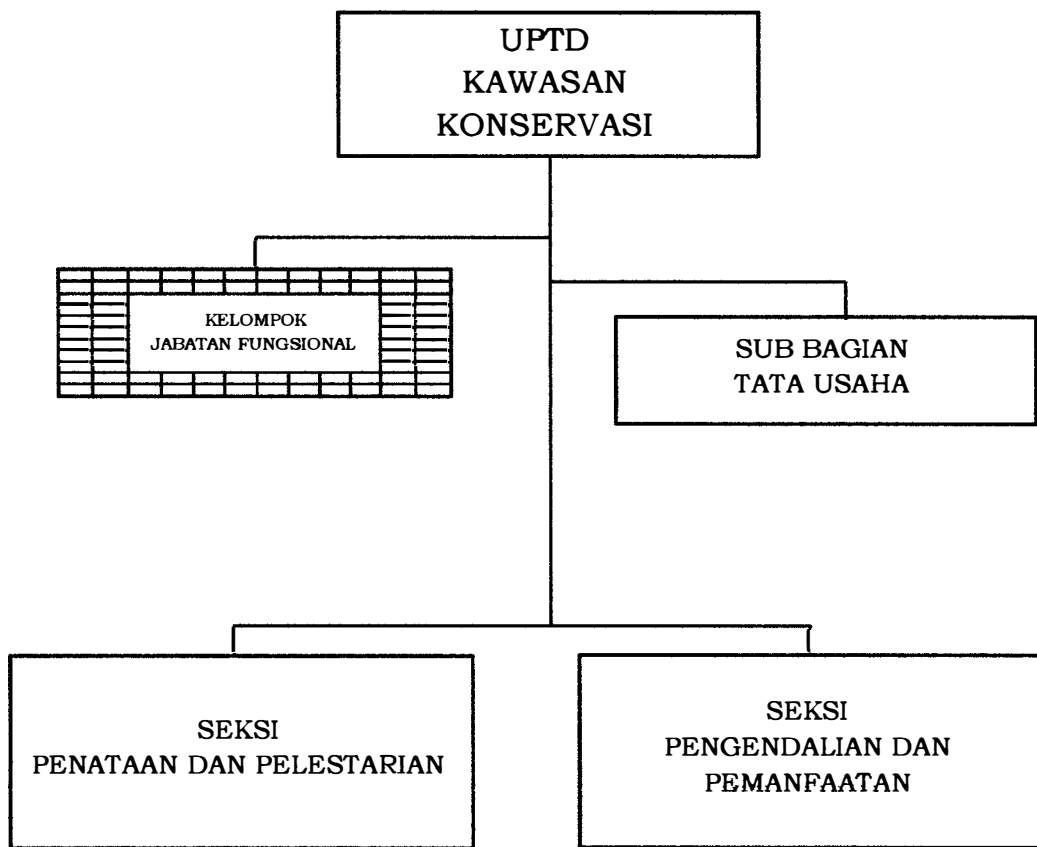 UPTD
KAWASAN
KONSERVASI
KELOMPOK
JABATAN FUNGSIONAL
SUB BAGIAN
TATA USAHA
SEKSI
PENATAAN DAN PELESTARIAN
SEKSI
PENGENDALIAN DAN
PEMANFAATAN